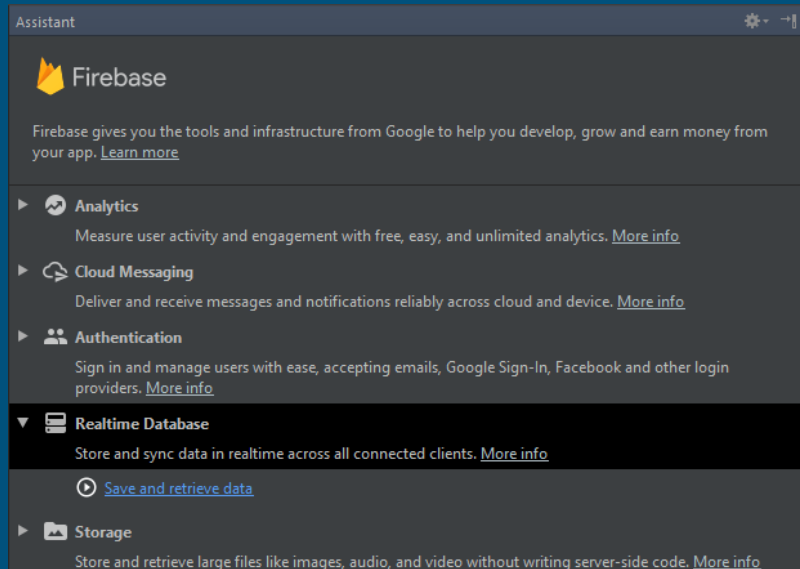 Assistant
Firebase
Firebase gives you the tools and infrastructure from Google to help you develop, grow and earn money from
your app. Learn more
Analytics
Measure user activity and engagement with free, easy, and unlimited analytics. More info
Cloud Messaging
Deliver and receive messages and notifications reliably across cloud and device. More info
Authentication
Sign in and manage users with ease, accepting emails, Google Sign-In, Facebook and other login
providers. More info
Realtime Database
Store and sync data in realtime across all connected clients. More info
Save and retrieve data
Storage
Store and retrieve large files like images, audio, and video without writing server-side code. More info